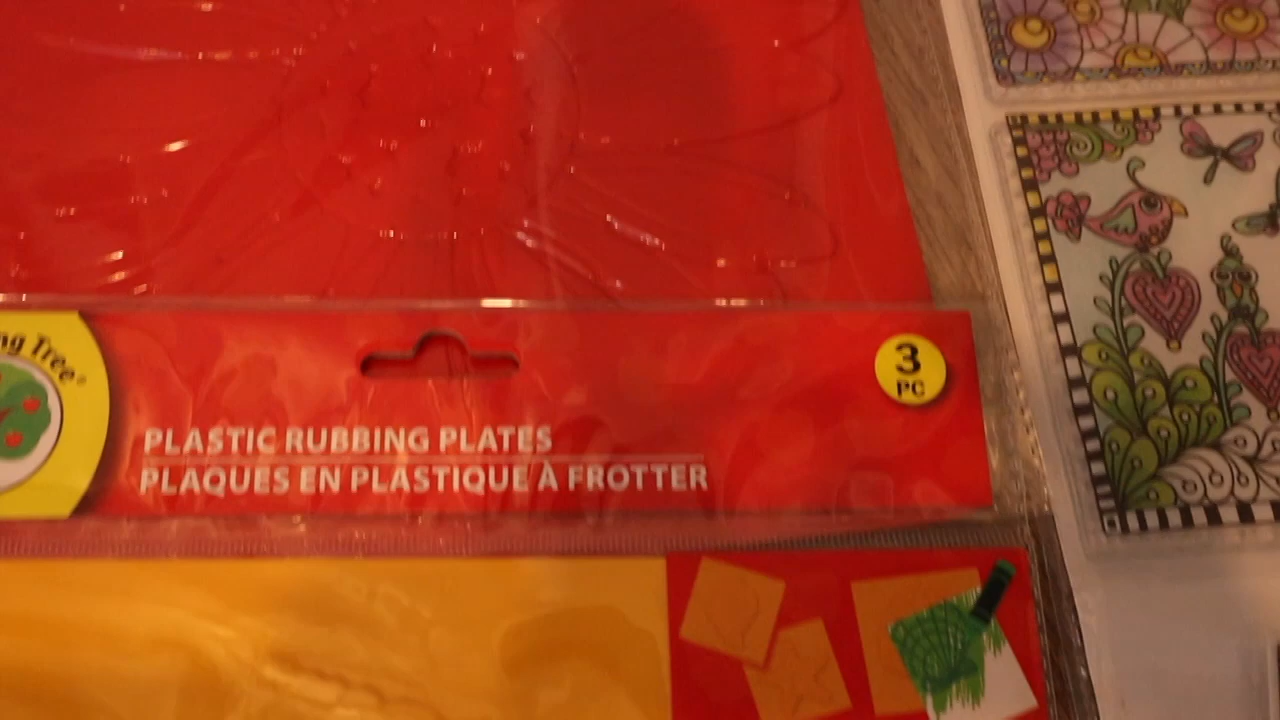 ng Tree®
3
PC
PLASTIC RUBBING PLATES
PLAQUES EN PLASTIQUE À FROTTER